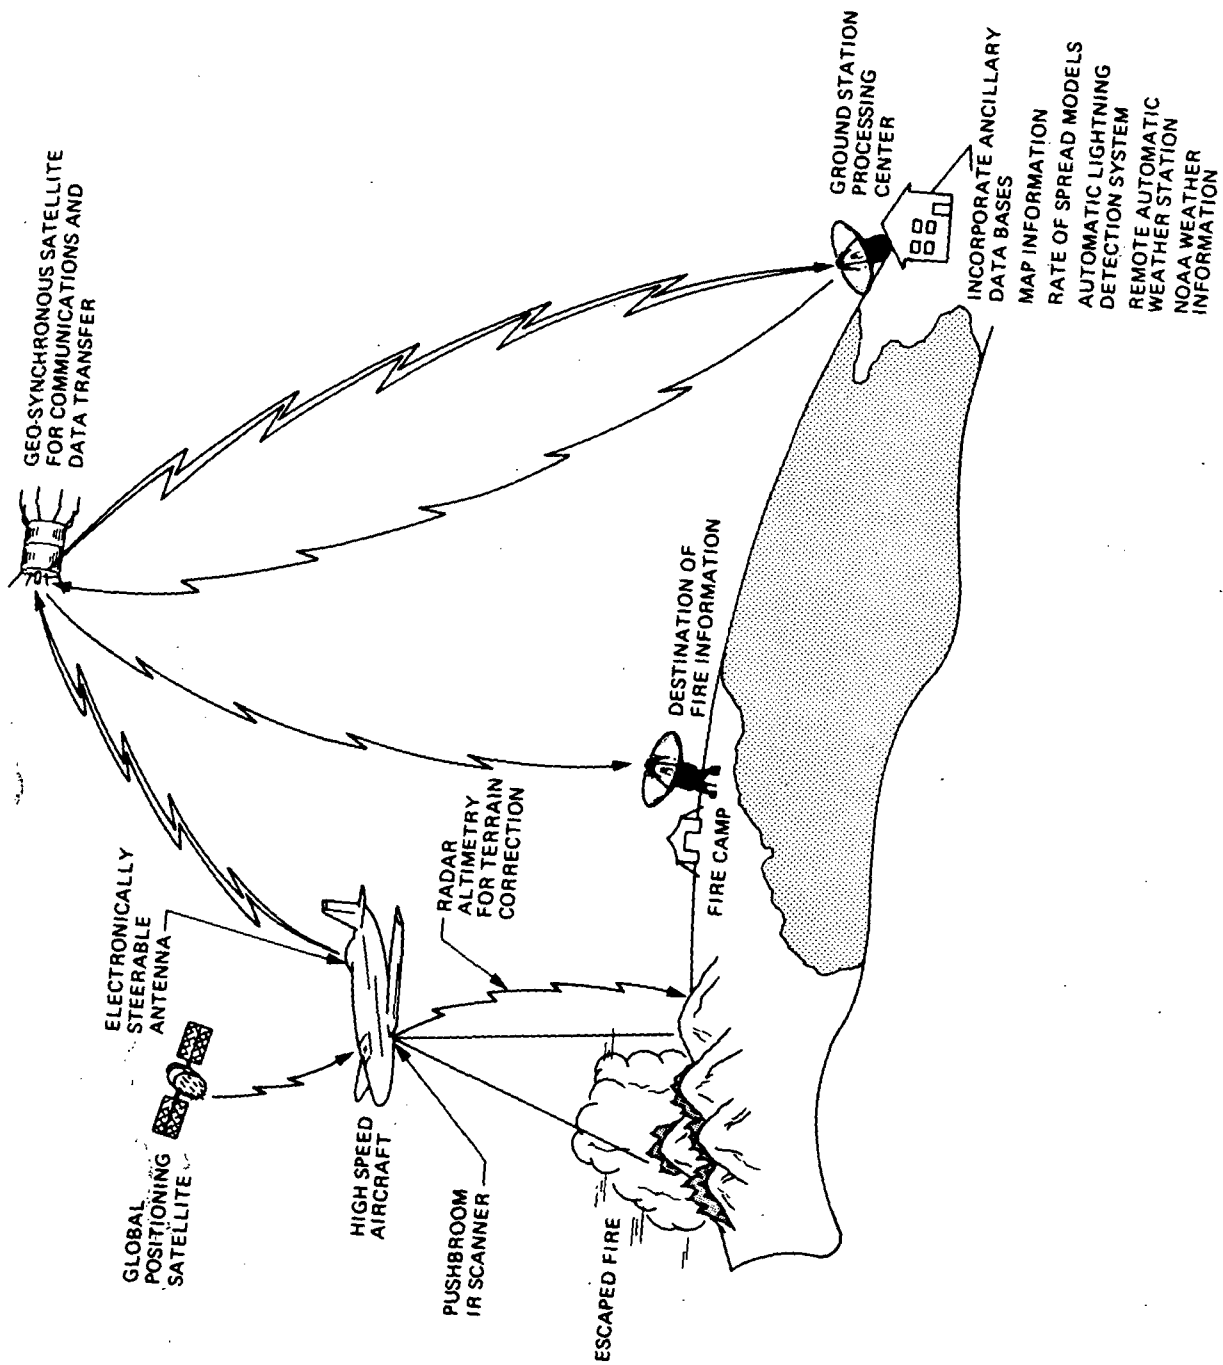 GEO-SYNCHRONOUS SATELLITE
FOR COMMUNICATIONS AND
DATA TRANSFER
GLOBAL
POSITIONING
SATELLITE
ELECTRONICALLY
STEERABLE
ANTENNA
HIGH SPEED
AIRCRAFT
PUSHBROOM
IR SCANNER
RADAR
ALTIMETRY
FOR TERRAIN
CORRECTION
ESCAPED FIRE
FIRE CAMP
DESTINATION OF
FIRE INFORMATION
GROUND STATION
PROCESSING
CENTER
INCORPORATE ANCILLARY
DATA BASES
MAP INFORMATION
RATE OF SPREAD MODELS
AUTOMATIC LIGHTNING
DETECTION SYSTEM
REMOTE AUTOMATIC
WEATHER STATION
NOAA WEATHER
INFORMATION